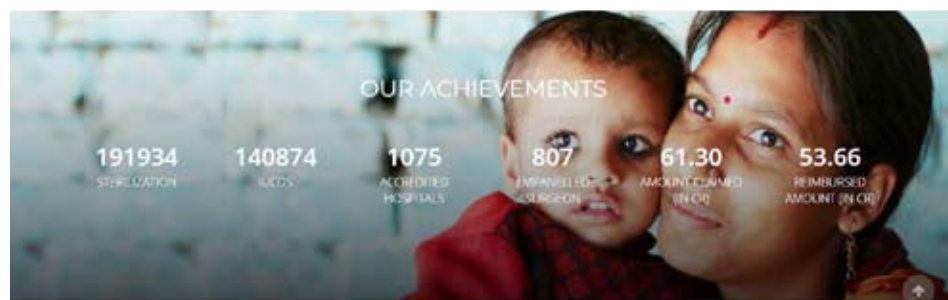 OUR ACHIEVEMENTS
191934 140874 1075 807 61.30 53.66
STERILIZATION IUCDS ACCREDITED EMPANELLED AMOUNT CLAIMED REIMBURSED
HOSPITALS SURGEON (IN CR) AMOUNT (IN CR)